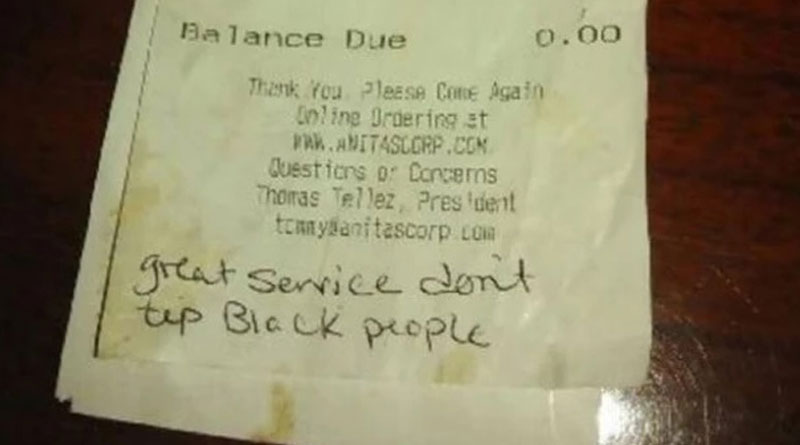 Balance Due 0.00
Thank You, Please Come Again
Online Ordering at
WWW.ANITASCORP.COM
Questions or Concerns
Thomas Tellez, President
tommy@anitascorp.com
great service don't
tip Black people